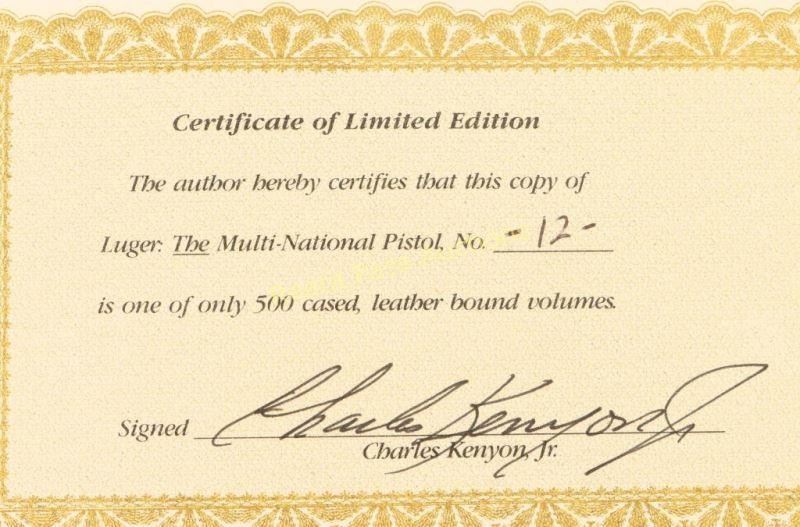 Certificate of Limited Edition
The author hereby certifies that this copy of
Luger: The Multi-National Pistol, No. -12-
is one of only 500 cased, leather bound volumes.
Charles Kenyon Jr
Signed
Charles Kenyon, Jr.